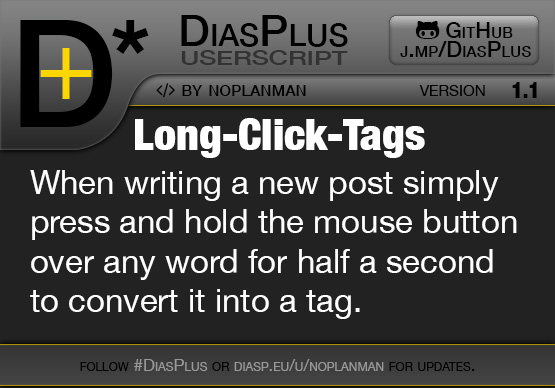 D*
DiasPlus
USERSCRIPT
GitHub
j.mp/DiasPlus
</> by noplanman
version 1.1
Long-Click-Tags
When writing a new post simply
press and hold the mouse button
over any word for half a second
to convert it into a tag.
follow #DiasPlus or diasp.eu/u/noplanman for updates.